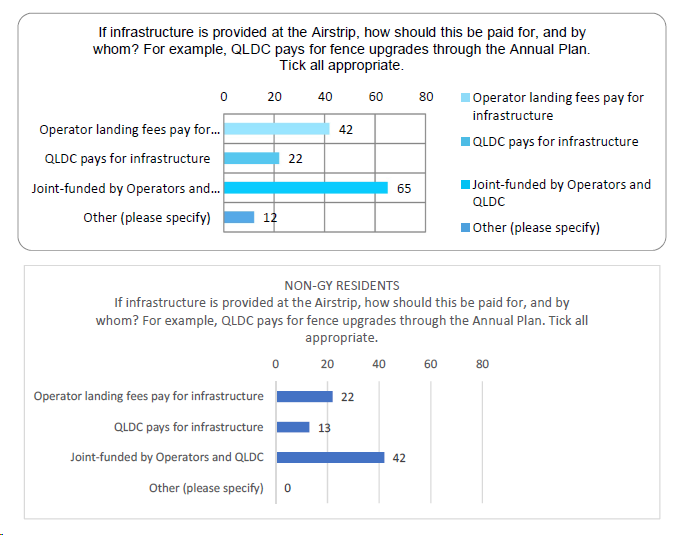 If infrastructure is provided at the Airstrip, how should this be paid for, and by
whom? For example, QLDC pays for fence upgrades through the Annual Plan.
Tick all appropriate.
0 20 40 60 80
Operator landing fees pay for... 42
QLDC pays for infrastructure 22
Joint-funded by Operators and... 65
Other (please specify) 12
Operator landing fees pay for
infrastructure
QLDC pays for infrastructure
Joint-funded by Operators and
QLDC
Other (please specify)
NON-GY RESIDENTS
If infrastructure is provided at the Airstrip, how should this be paid for, and by
whom? For example, QLDC pays for fence upgrades through the Annual Plan. Tick all
appropriate.
0 20 40 60 80
Operator landing fees pay for infrastructure 22
QLDC pays for infrastructure 13
Joint-funded by Operators and QLDC 42
Other (please specify) 0